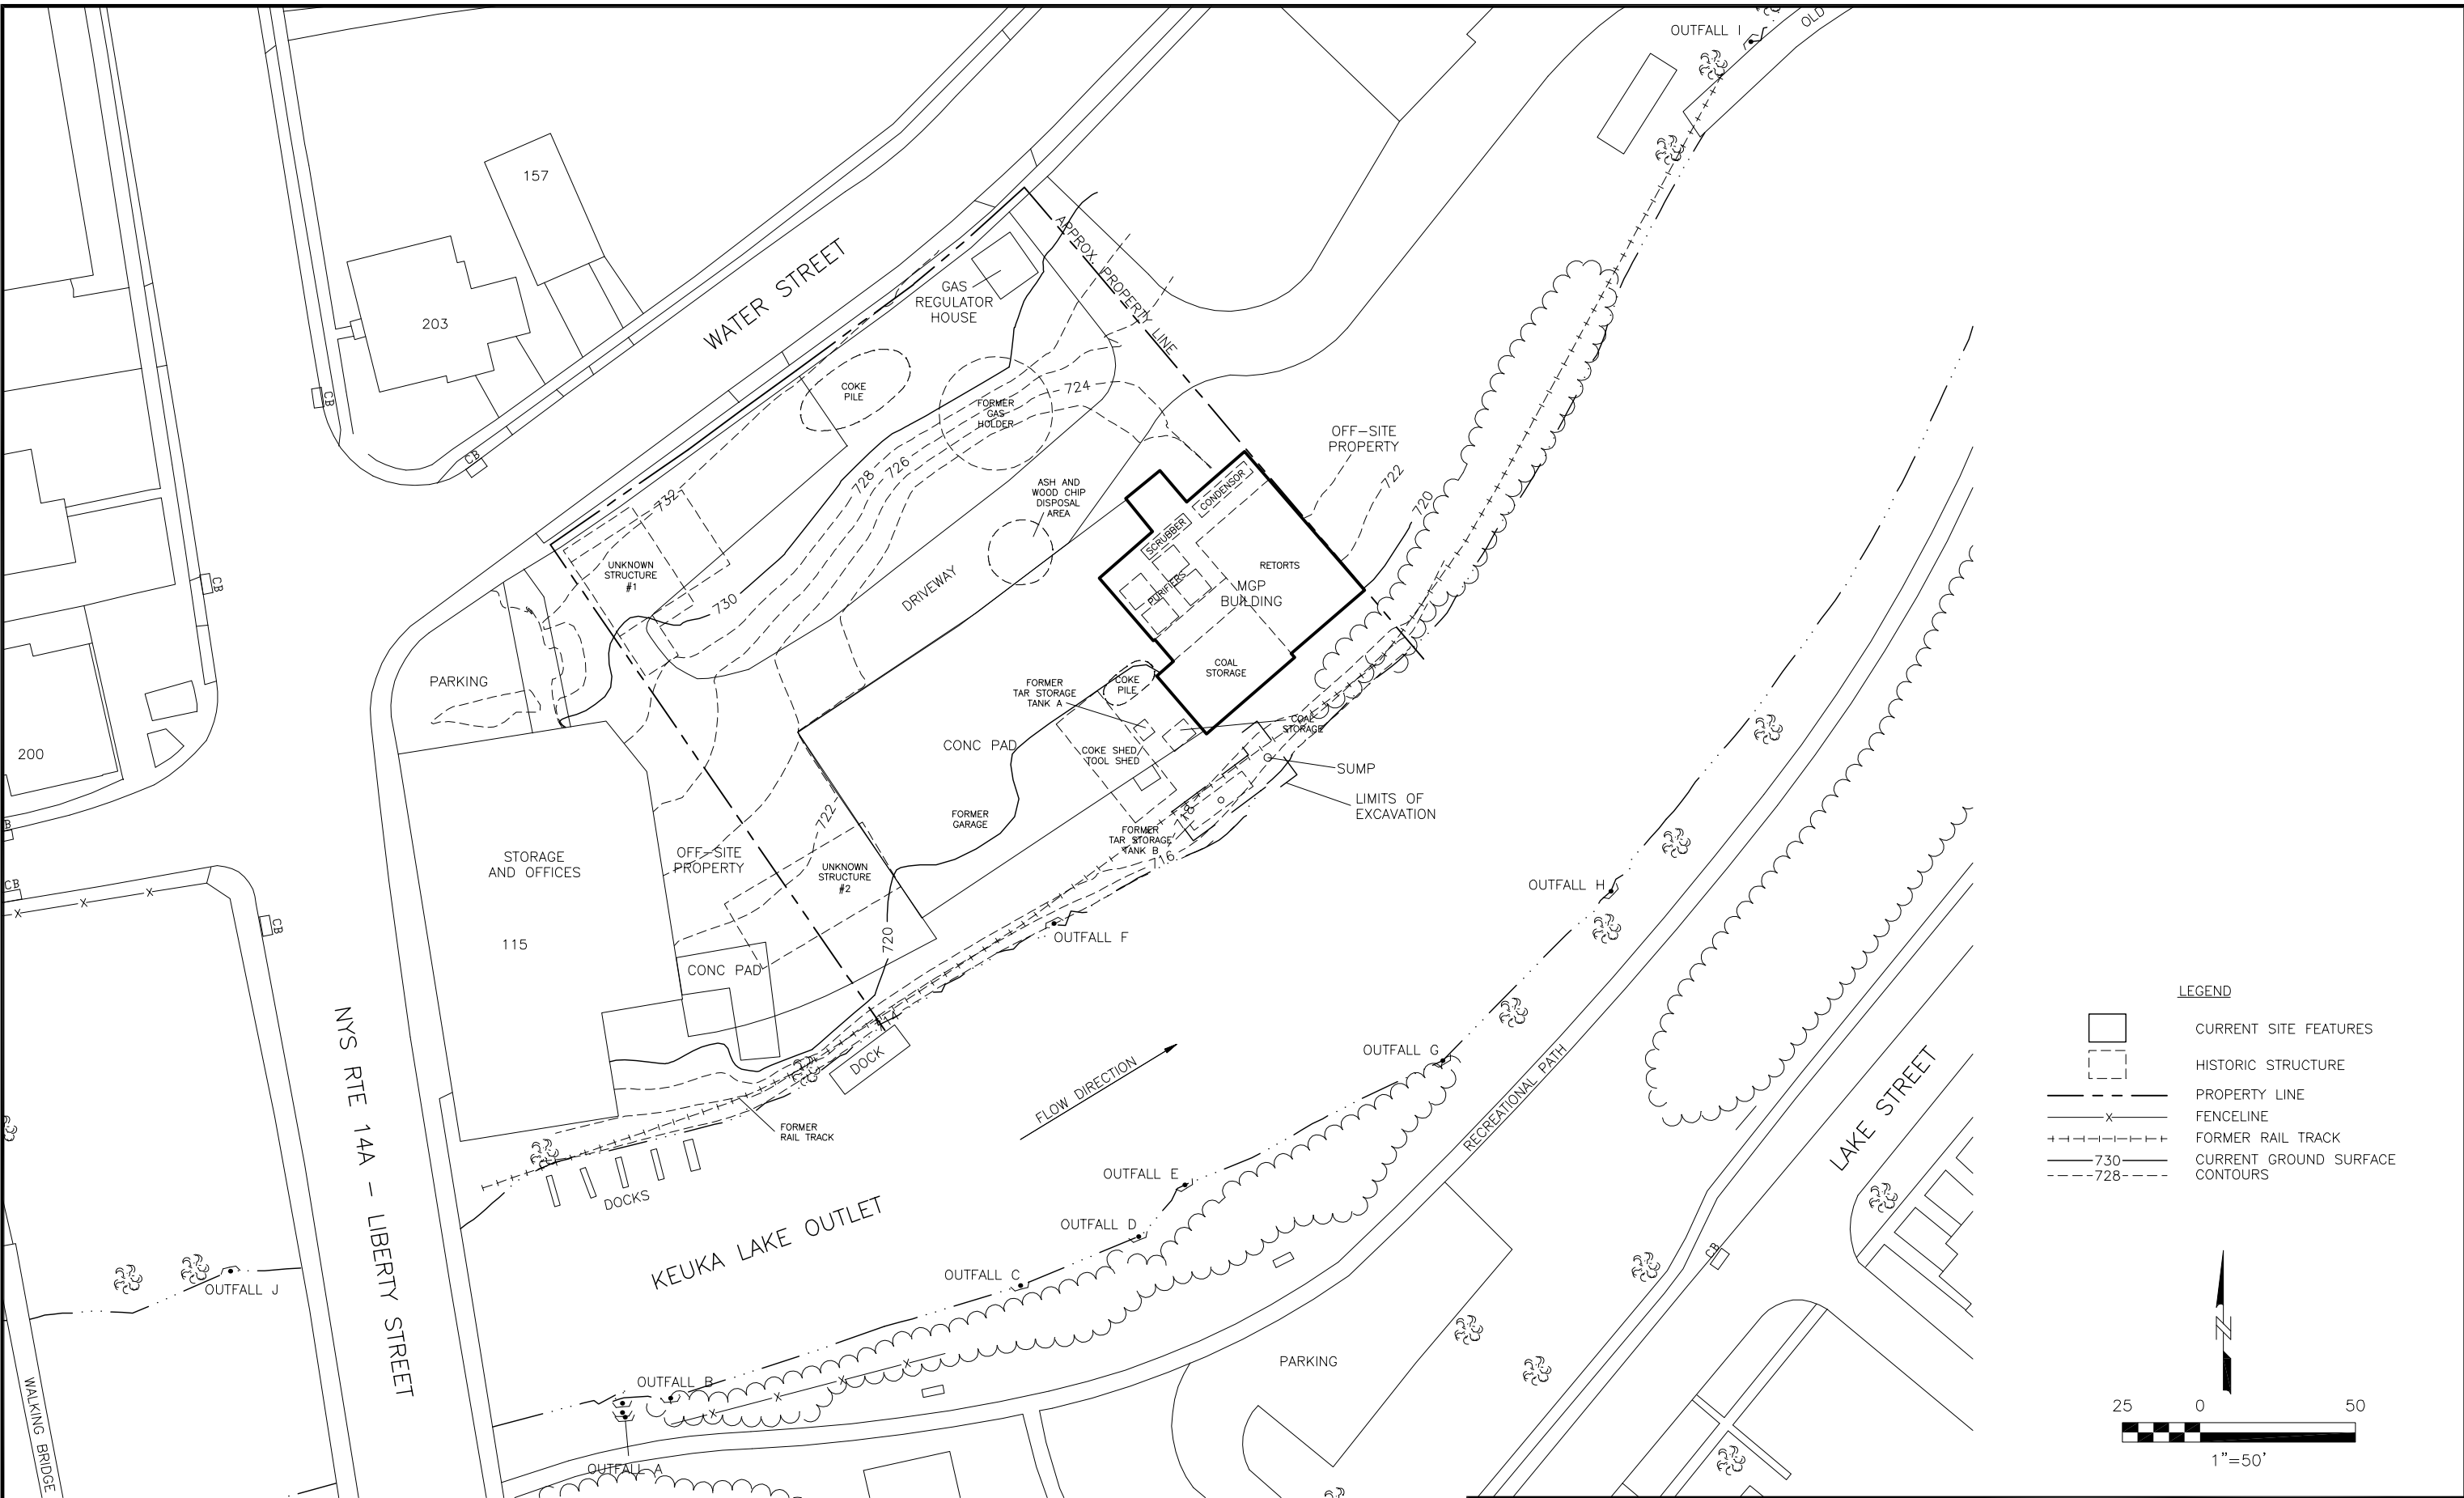 OUTFALL I
OLD
157
203
WATER STREET
GAS
REGULATOR
HOUSE
APPROX. PROPERTY LINE
COKE
PILE
FORMER
GAS
HOLDER
724
728
726
732
CB
CB
CB
CB
CB
CB
OFF-SITE
PROPERTY
722
720
ASH AND
WOOD CHIP
DISPOSAL
AREA
CONDENSOR
SCRUBBER
PURIFIERS
RETORTS
MGP
BUILDING
COAL
STORAGE
UNKNOWN
STRUCTURE
#1
730
DRIVEWAY
PARKING
200
FORMER
TAR STORAGE
TANK A
COKE
PILE
COAL
STORAGE
CONC PAD
COKE SHED/
TOOL SHED
SUMP
LIMITS OF
EXCAVATION
718
FORMER
TAR STORAGE
TANK B
716
FORMER
GARAGE
722
STORAGE
AND OFFICES
115
OFF-SITE
PROPERTY
UNKNOWN
STRUCTURE
#2
720
CONC PAD
714
OUTFALL F
OUTFALL H
DOCK
FORMER
RAIL TRACK
DOCKS
FLOW DIRECTION
OUTFALL G
RECREATIONAL PATH
LAKE STREET
CB
NYS RTE 14A - LIBERTY STREET
KEUKA LAKE OUTLET
OUTFALL E
OUTFALL D
OUTFALL C
OUTFALL J
OUTFALL B
OUTFALL A
WALKING BRIDGE
PARKING
LEGEND
CURRENT SITE FEATURES
HISTORIC STRUCTURE
PROPERTY LINE
X FENCELINE
FORMER RAIL TRACK
730 CURRENT GROUND SURFACE
728 CONTOURS
N
25 0 50
1"=50'